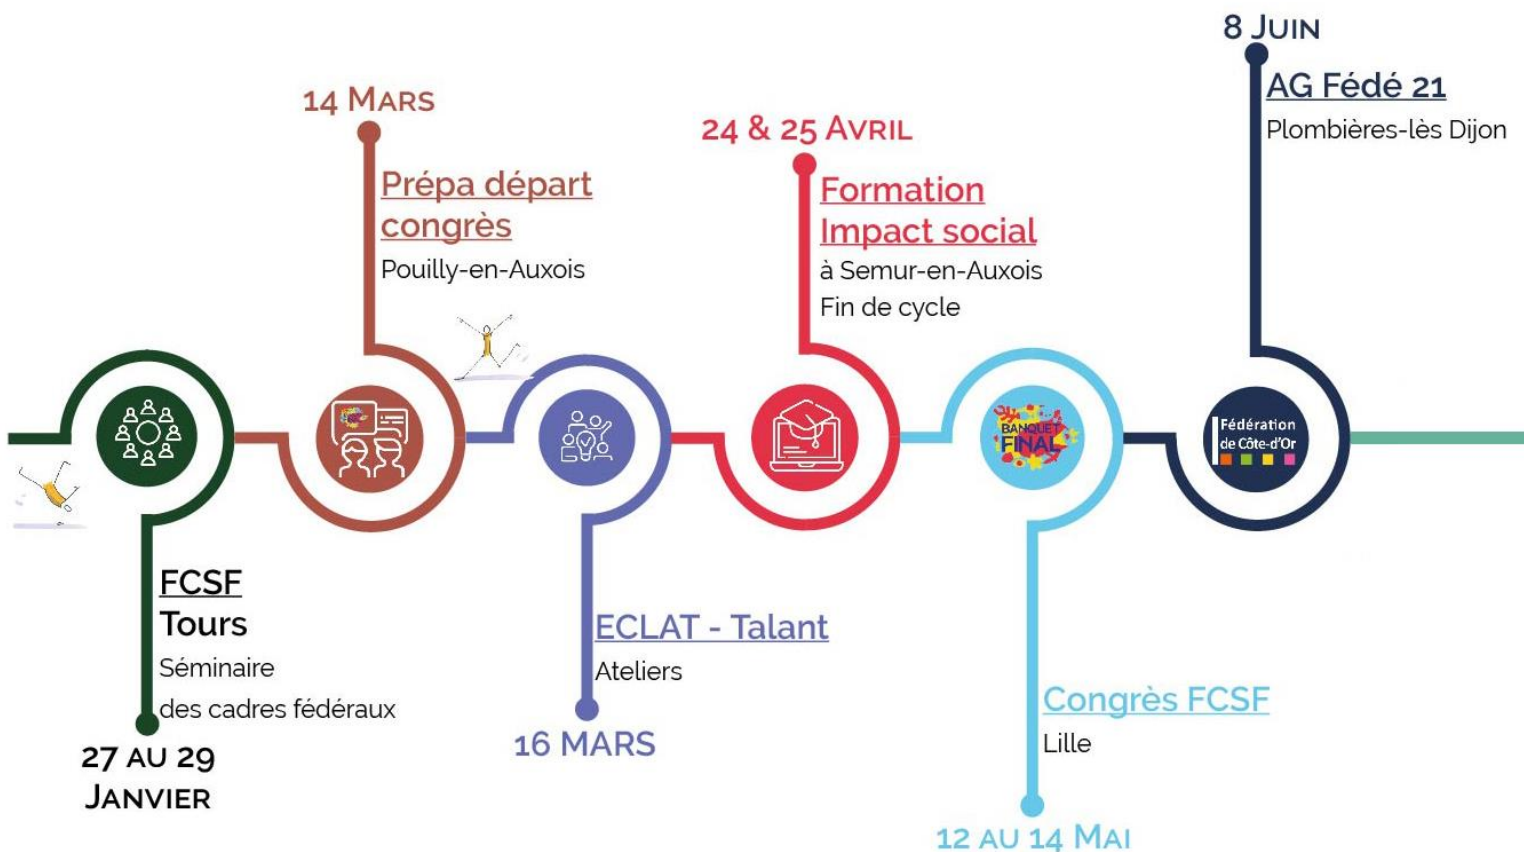 27 AU 29
JANVIER
FCSF
Tours
Séminaire
des cadres fédéraux
14 MARS
Prépa départ
congrès
Pouilly-en-Auxois
16 MARS
ECLAT - Talant
Ateliers
24 & 25 AVRIL
Formation
Impact social
à Semur-en-Auxois
Fin de cycle
12 AU 14 MAI
Congrès FCSF
Lille
BANQUET
FINAL
8 JUIN
AG Fédé 21
Plombières-lès Dijon
Fédération
de Côte-d'Or